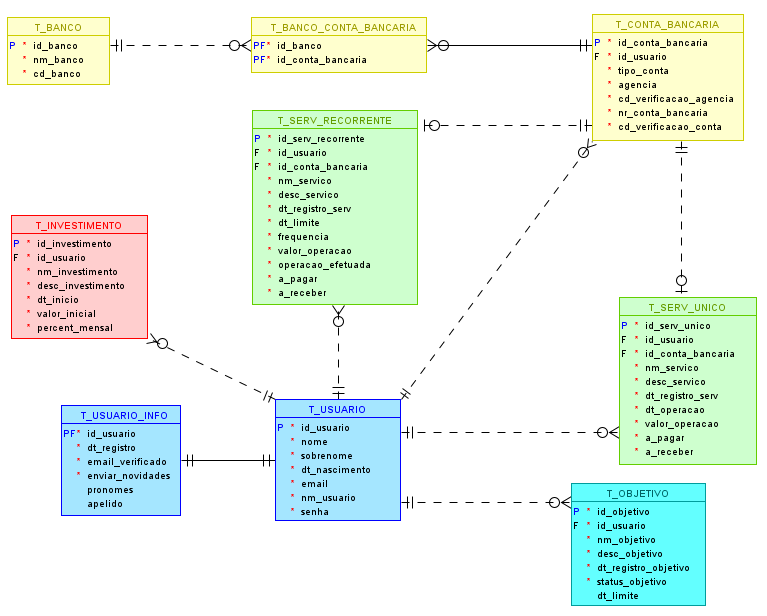 T_BANCO
P * id_banco
* nm_banco
* cd_banco
T_BANCO_CONTA_BANCARIA
PF* id_banco
PF* id_conta_bancaria
T_CONTA_BANCARIA
P * id_conta_bancaria
F * id_usuario
* tipo_conta
* agencia
* cd_verificacao_agencia
* nr_conta_bancaria
* cd_verificacao_conta
T_SERV_RECORRENTE
P * id_serv_recorrente
F * id_usuario
F * id_conta_bancaria
* nm_servico
* desc_servico
* dt_registro_serv
* dt_limite
* frequencia
* valor_operacao
* operacao_efetuada
* a_pagar
* a_receber
T_INVESTIMENTO
P * id_investimento
F * id_usuario
* nm_investimento
* desc_investimento
* dt_inicio
* valor_inicial
* percent_mensal
T_SERV_UNICO
P * id_serv_unico
F * id_usuario
F * id_conta_bancaria
* nm_servico
* desc_servico
* dt_registro_serv
* dt_operacao
* valor_operacao
* a_pagar
* a_receber
T_USUARIO_INFO
PF* id_usuario
* dt_registro
* email_verificado
* enviar_novidades
pronomes
apelido
T_USUARIO
P * id_usuario
* nome
* sobrenome
* dt_nascimento
* email
* nm_usuario
* senha
T_OBJETIVO
P * id_objetivo
F * id_usuario
* nm_objetivo
* desc_objetivo
* dt_registro_objetivo
* status_objetivo
dt_limite